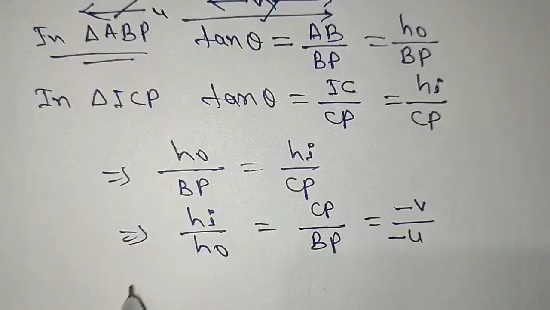 u
In ΔABP tanθ = AB/BP = ho/BP
In ΔICP tanθ = IC/CP = hi/CP
⇒ ho/BP = hi/CP
⇒ hi/ho = CP/BP = -v/-u